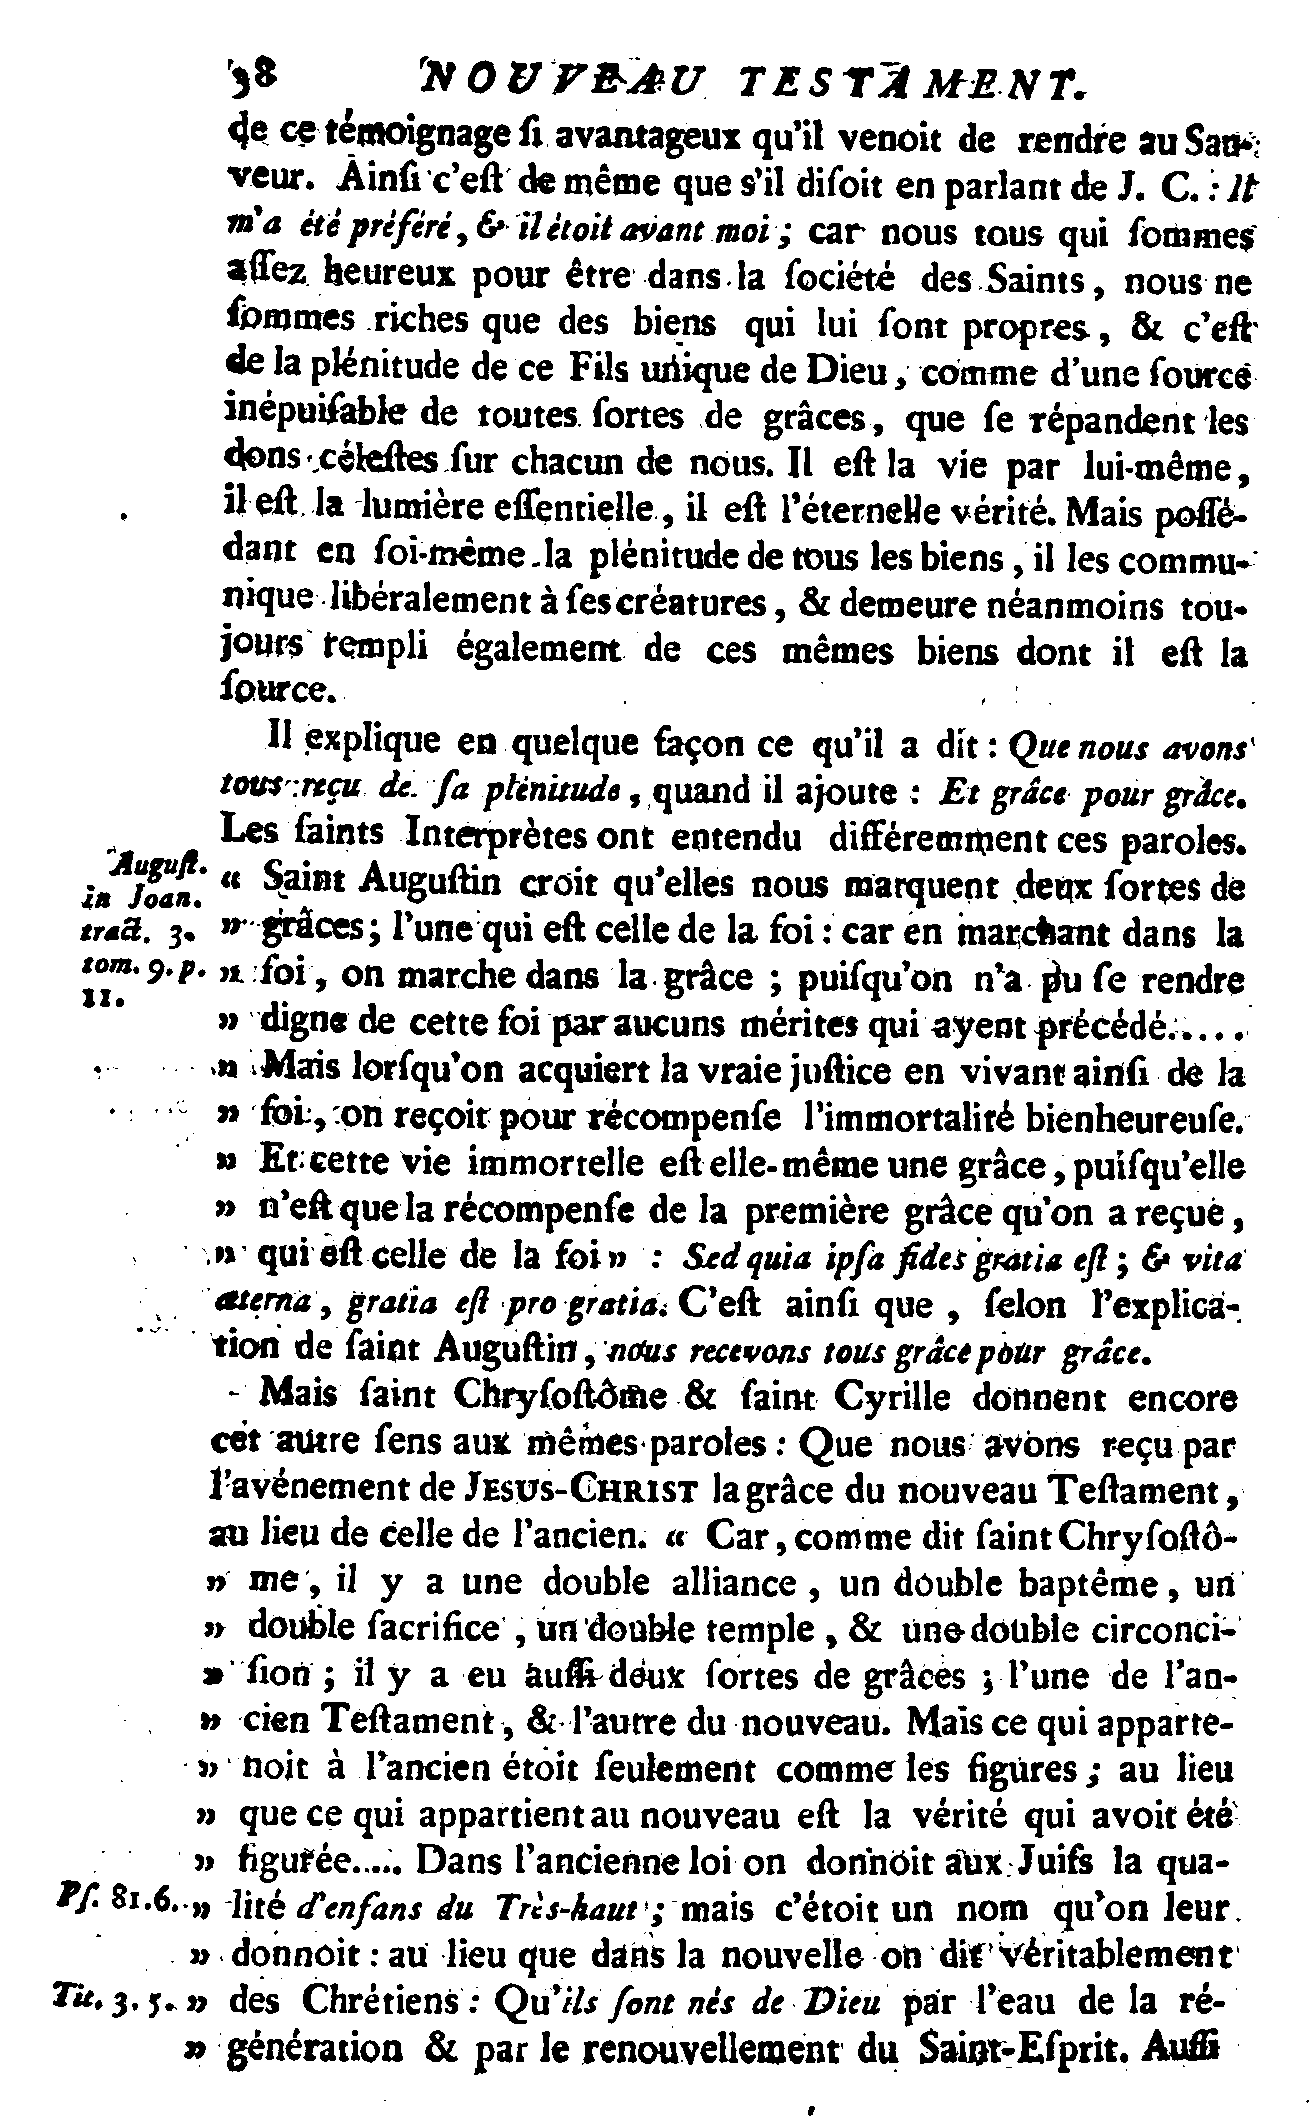 38 NOUVEAU TESTAMENT.
de ce témoignage ſi avantageux qu'il venoit de rendre au Sau-
veur. Ainſi c'eſt de même que s'il diſoit en parlant de J. C. : Il
m'a été préféré, & il étoit avant moi ; car nous tous qui ſommes
aſſez heureux pour être dans la ſociété des Saints, nous ne
ſommes riches que des biens qui lui ſont propres, & c'eſt
de la plénitude de ce Fils unique de Dieu, comme d'une ſource
inépuiſable de toutes ſortes de grâces, que ſe répandent les
dons céleſtes ſur chacun de nous. Il eſt la vie par lui-même,
il eſt la lumière eſſentielle, il eſt l'éternelle vérité. Mais poſſé-
dant en ſoi-même la plénitude de tous les biens, il les commu-
nique libéralement à ſes créatures, & demeure néanmoins tou-
jours rempli également de ces mêmes biens dont il eſt la
ſource.
Il explique en quelque façon ce qu'il a dit : Que nous avons
tous reçu de ſa plénitude, quand il ajoute : Et grâce pour grâce.
Les ſaints Interprètes ont entendu différemment ces paroles.
Auguſt.
in Joan.
tract. 3.
tom. 9. p.
11.
“ Saint Auguſtin croit qu'elles nous marquent deux ſortes de
” grâces ; l'une qui eſt celle de la foi : car en marchant dans la
” foi, on marche dans la grâce ; puiſqu'on n'a pu ſe rendre
” digne de cette foi par aucuns mérites qui ayent précédé.....
” Mais lorſqu'on acquiert la vraie juſtice en vivant ainſi de la
” foi, on reçoit pour récompenſe l'immortalité bienheureuſe.
” Et cette vie immortelle eſt elle-même une grâce, puiſqu'elle
” n'eſt que la récompenſe de la première grâce qu'on a reçue,
” qui eſt celle de la foi” : Sed quia ipſa fides gratia eſt ; & vita
æterna, gratia eſt pro gratia. C'eſt ainſi que, ſelon l'explica-
tion de ſaint Auguſtin, nous recevons tous grâce pour grâce.
Mais ſaint Chryſoſtôme & ſaint Cyrille donnent encore
cet autre ſens aux mêmes paroles : Que nous avons reçu par
l'avénement de JESUS-CHRIST la grâce du nouveau Teſtament,
au lieu de celle de l'ancien. “ Car, comme dit ſaint Chryſoſtô-
” me, il y a une double alliance, un double baptême, un
” double ſacrifice, un double temple, & une double circonci-
” ſion ; il y a eu auſſi deux ſortes de grâces ; l'une de l'an-
” cien Teſtament, & l'autre du nouveau. Mais ce qui apparte-
” noit à l'ancien étoit ſeulement comme les figures ; au lieu
” que ce qui appartient au nouveau eſt la vérité qui avoit été
” figurée..... Dans l'ancienne loi on donnoit aux Juifs la qua-
Pſ. 81. 6. ” lité d'enfans du Très-haut ; mais c'étoit un nom qu'on leur
” donnoit : au lieu que dans la nouvelle on dit véritablement
Tit. 3. 5. ” des Chrétiens : Qu'ils ſont nés de Dieu par l'eau de la ré-
” génération & par le renouvellement du Saint-Eſprit. Auſſi